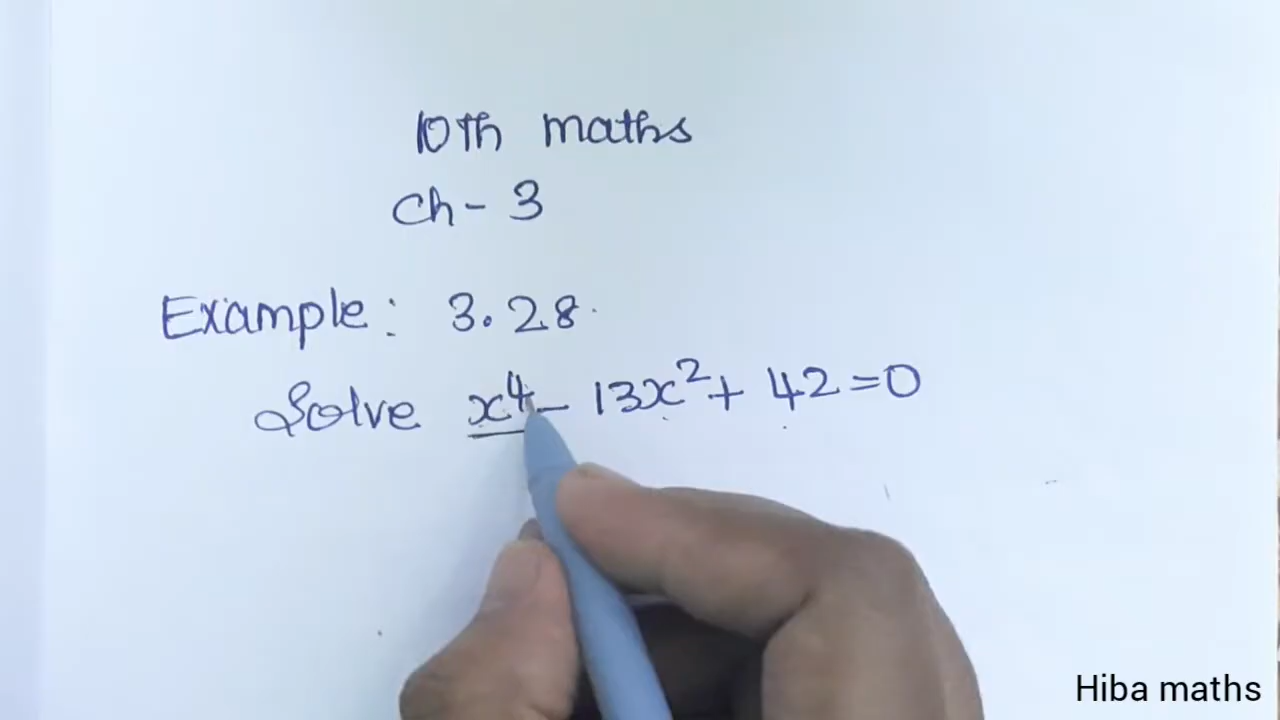 10th maths
Ch - 3
Example: 3.28.
Solve x⁴ - 13x² + 42 = 0
Hiba maths